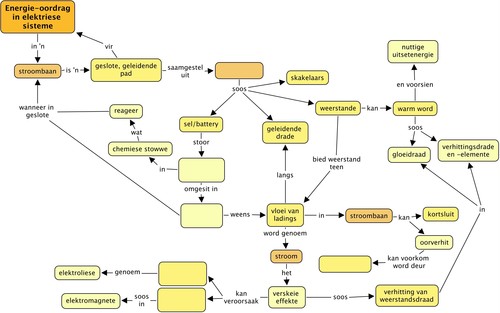 Energie-oordrag
in elektriese
sisteme
in 'n
vir
stroombaan
is 'n
geslote, geleidende
pad
saamgestel
uit
soos
skakelaars
nuttige
uitsetenergie
en voorsien
wanneer in
geslote
reageer
wat
chemiese stowwe
in
sel/battery
stoor
omgesit in
geleidende
drade
langs
weerstande
kan
warm word
soos
gloeidraad
verhittingsdrade
en -elemente
bied weerstand
teen
weens
vloei van
ladings
in
stroombaan
kan
kortsluit
oorverhit
kan voorkom
word deur
in
word genoem
stroom
het
verskeie
effekte
soos
verhitting van
weerstandsdraad
kan
veroorsaak
genoem
elektroliese
soos
in
elektromagnete